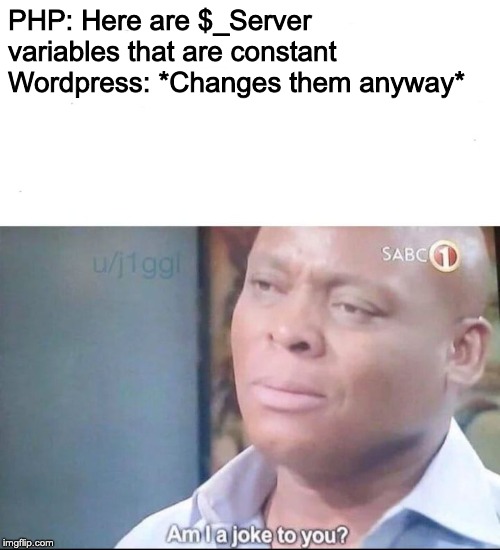 PHP: Here are $_Server
variables that are constant
Wordpress: *Changes them anyway*
u/j1ggl
SABC 1
Am I a joke to you?
imgflip.com